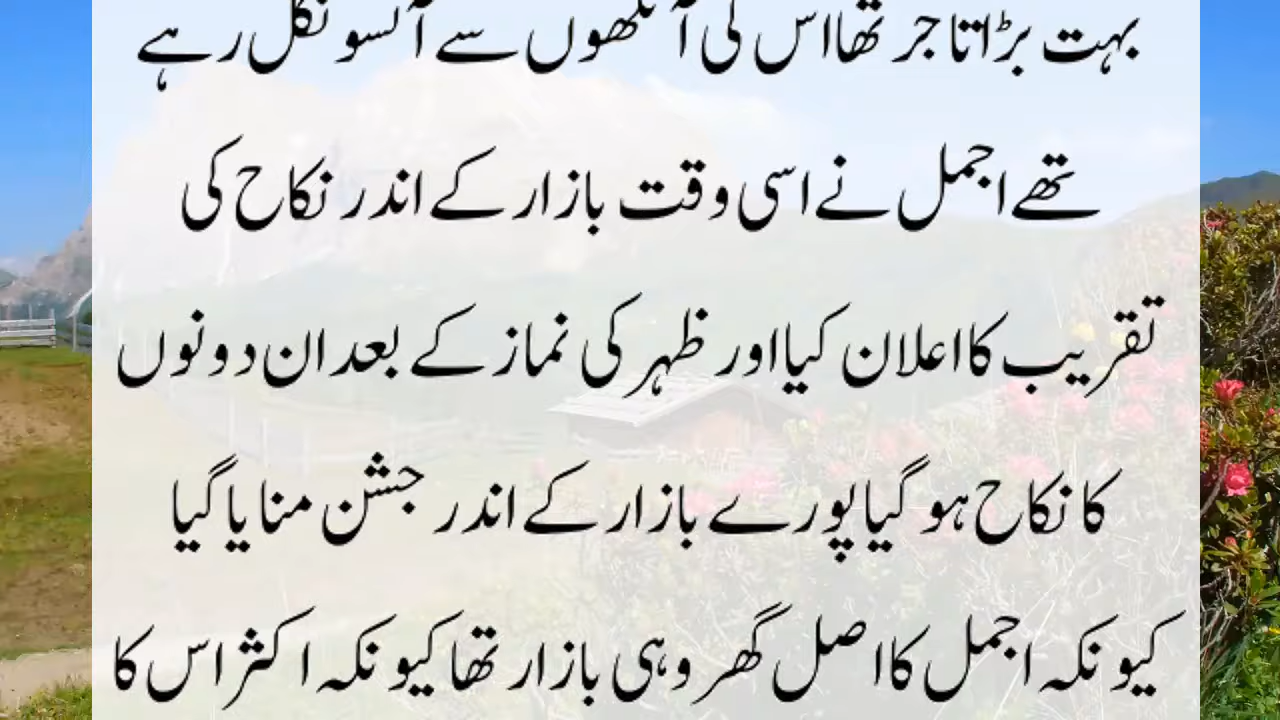 بہت بڑا تاجر تھا اس کی آنکھوں سے آنسو نکل رہے
تھے اجمل نے اسی وقت بازار کے اندر نکاح کی
تقریب کا اعلان کیا اور ظہر کی نماز کے بعد ان دونوں
کا نکاح ہو گیا پورے بازار کے اندر جشن منایا گیا
کیونکہ اجمل کا اصل گھر وہی بازار تھا کیونکہ اکثر اس کا